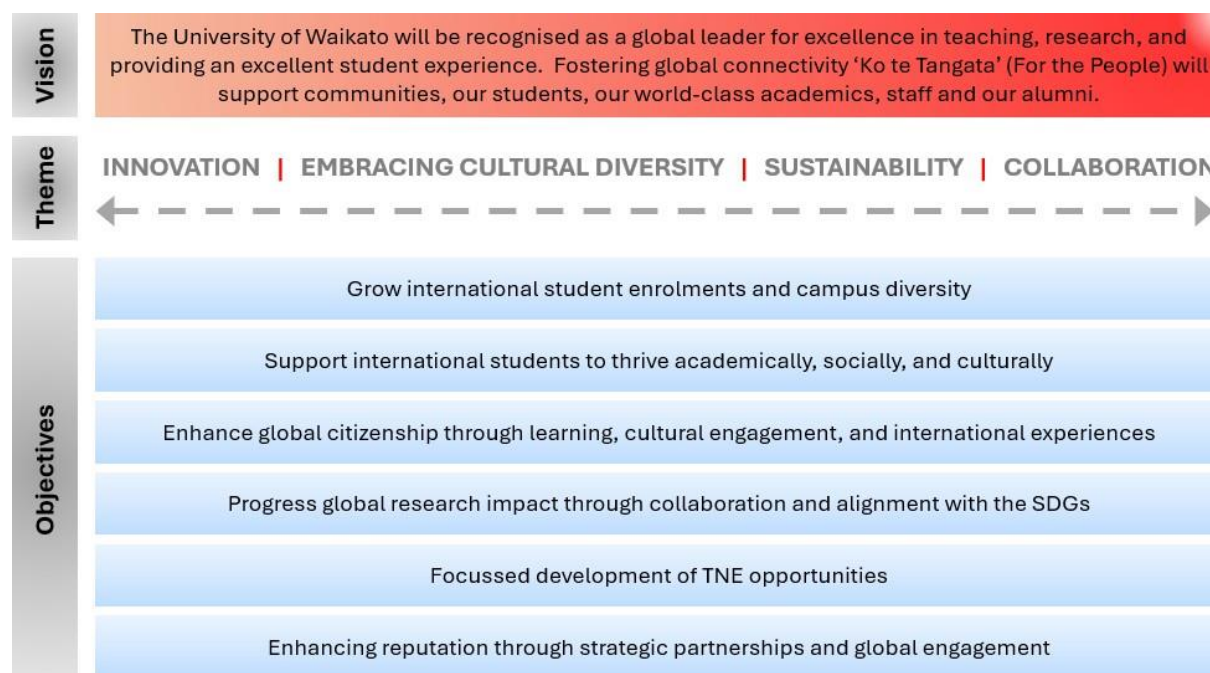 Vision
The University of Waikato will be recognised as a global leader for excellence in teaching, research, and
providing an excellent student experience.  Fostering global connectivity ‘Ko te Tangata’ (For the People) will
support communities, our students, our world-class academics, staff and our alumni.
Theme
INNOVATION | EMBRACING CULTURAL DIVERSITY | SUSTAINABILITY | COLLABORATION
Objectives
Grow international student enrolments and campus diversity
Support international students to thrive academically, socially, and culturally
Enhance global citizenship through learning, cultural engagement, and international experiences
Progress global research impact through collaboration and alignment with the SDGs
Focussed development of TNE opportunities
Enhancing reputation through strategic partnerships and global engagement